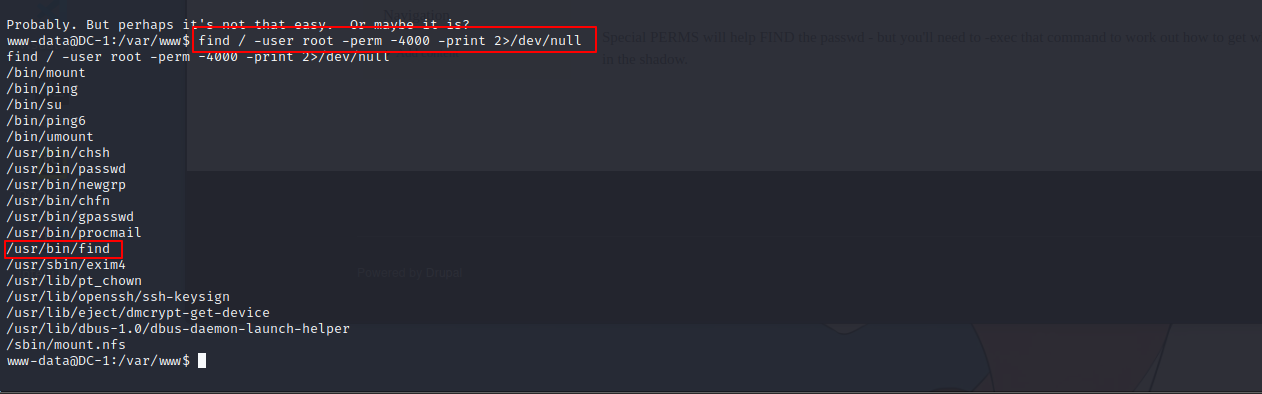 Probably. But perhaps it's not that easy.  Or maybe it is?
www-data@DC-1:/var/www$ find / -user root -perm -4000 -print 2>/dev/null
Special PERMS will help FIND the passwd - but you'll need to -exec that command to work out how to get w
find / -user root -perm -4000 -print 2>/dev/null
in the shadow.
/bin/mount
/bin/ping
/bin/su
/bin/ping6
/bin/umount
/usr/bin/chsh
/usr/bin/passwd
/usr/bin/newgrp
/usr/bin/chfn
/usr/bin/gpasswd
/usr/bin/procmail
/usr/bin/find
/usr/sbin/exim4
Powered by Drupal
/usr/lib/pt_chown
/usr/lib/openssh/ssh-keysign
/usr/lib/eject/dmcrypt-get-device
/usr/lib/dbus-1.0/dbus-daemon-launch-helper
/sbin/mount.nfs
www-data@DC-1:/var/www$